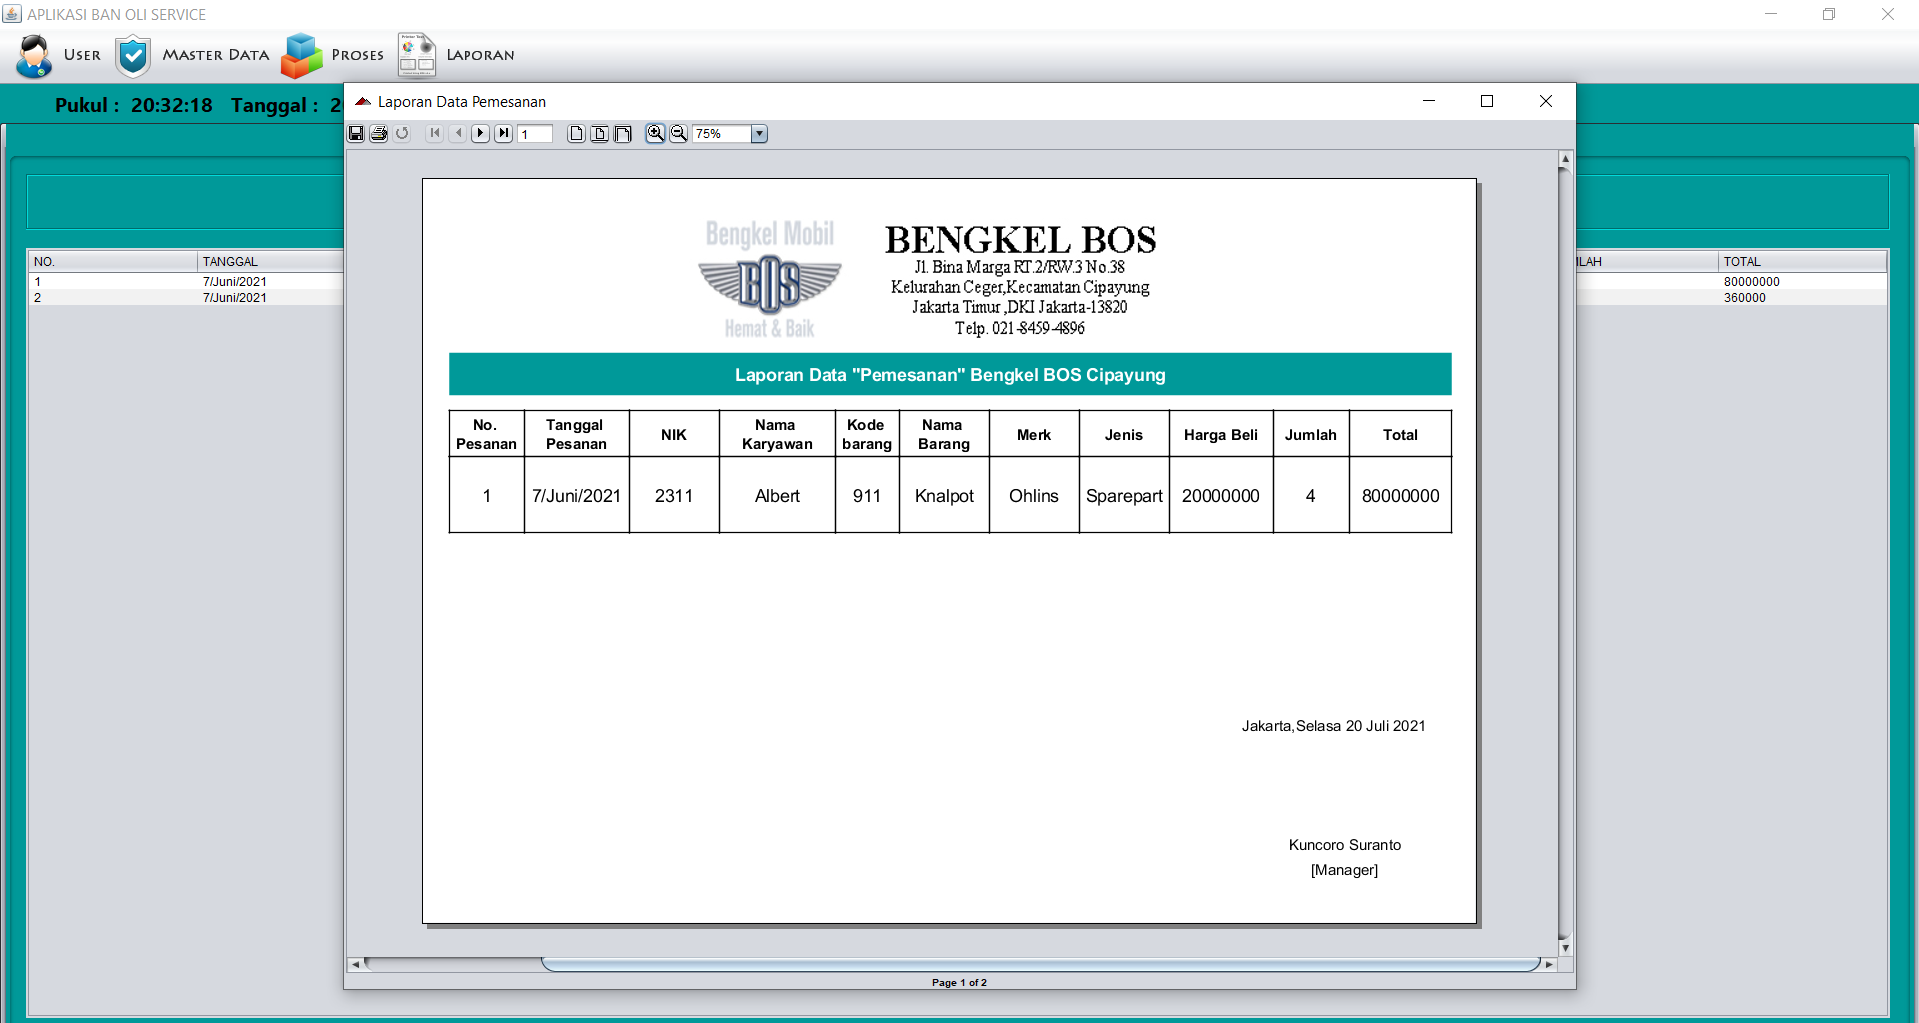 APLIKASI BAN OLI SERVICE
USER MASTER DATA PROSES LAPORAN
Pukul : 20:32:18 Tanggal : 2
Laporan Data Pemesanan
1 75%
NO. TANGGAL
1 7/Juni/2021
2 7/Juni/2021
LAH TOTAL
80000000
360000
Bengkel Mobil
BOS
Hemat & Baik
BENGKEL BOS
Jl. Bina Marga RT.2/RW.3 No.38
Kelurahan Ceger,Kecamatan Cipayung
Jakarta Timur ,DKI Jakarta-13820
Telp. 021-8459-4896
Laporan Data "Pemesanan" Bengkel BOS Cipayung
No. Pesanan Tanggal Pesanan NIK Nama Karyawan Kode barang Nama Barang Merk Jenis Harga Beli Jumlah Total
1 7/Juni/2021 2311 Albert 911 Knalpot Ohlins Sparepart 20000000 4 80000000
Jakarta,Selasa 20 Juli 2021
Kuncoro Suranto
[Manager]
Page 1 of 2